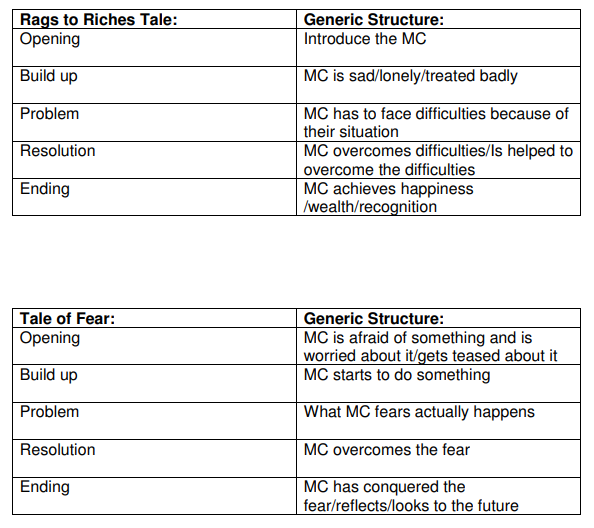 Rags to Riches Tale: Generic Structure:
Opening Introduce the MC
Build up MC is sad/lonely/treated badly
Problem MC has to face difficulties because of
their situation
Resolution MC overcomes difficulties/Is helped to
overcome the difficulties
Ending MC achieves happiness
/wealth/recognition
Tale of Fear: Generic Structure:
Opening MC is afraid of something and is
worried about it/gets teased about it
Build up MC starts to do something
Problem What MC fears actually happens
Resolution MC overcomes the fear
Ending MC has conquered the
fear/reflects/looks to the future